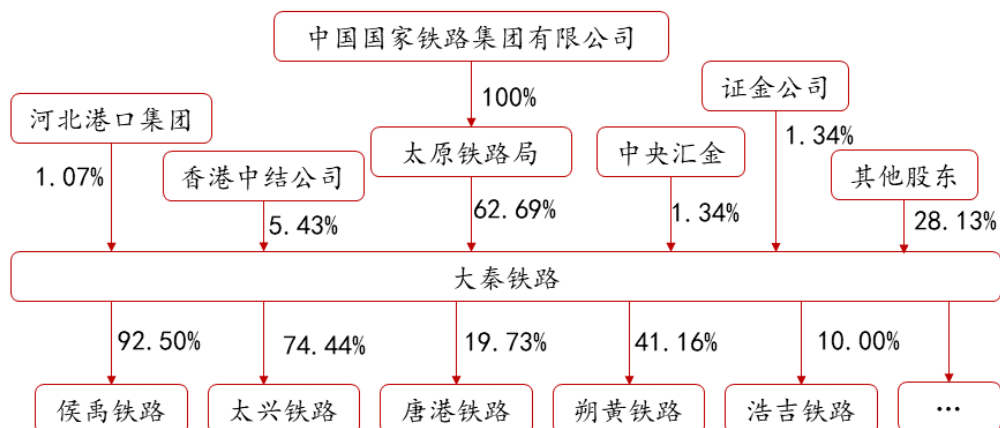 中国国家铁路集团有限公司
证金公司
100%
河北港口集团
1.34%
太原铁路局
中央汇金
1.07%
香港中结公司
其他股东
62.69%
1.34%
5.43%
28.13%
大秦铁路
92.50%
74.44%
19.73%
41.16%
10.00%
侯禹铁路
太兴铁路
唐港铁路
朔黄铁路
浩吉铁路
…